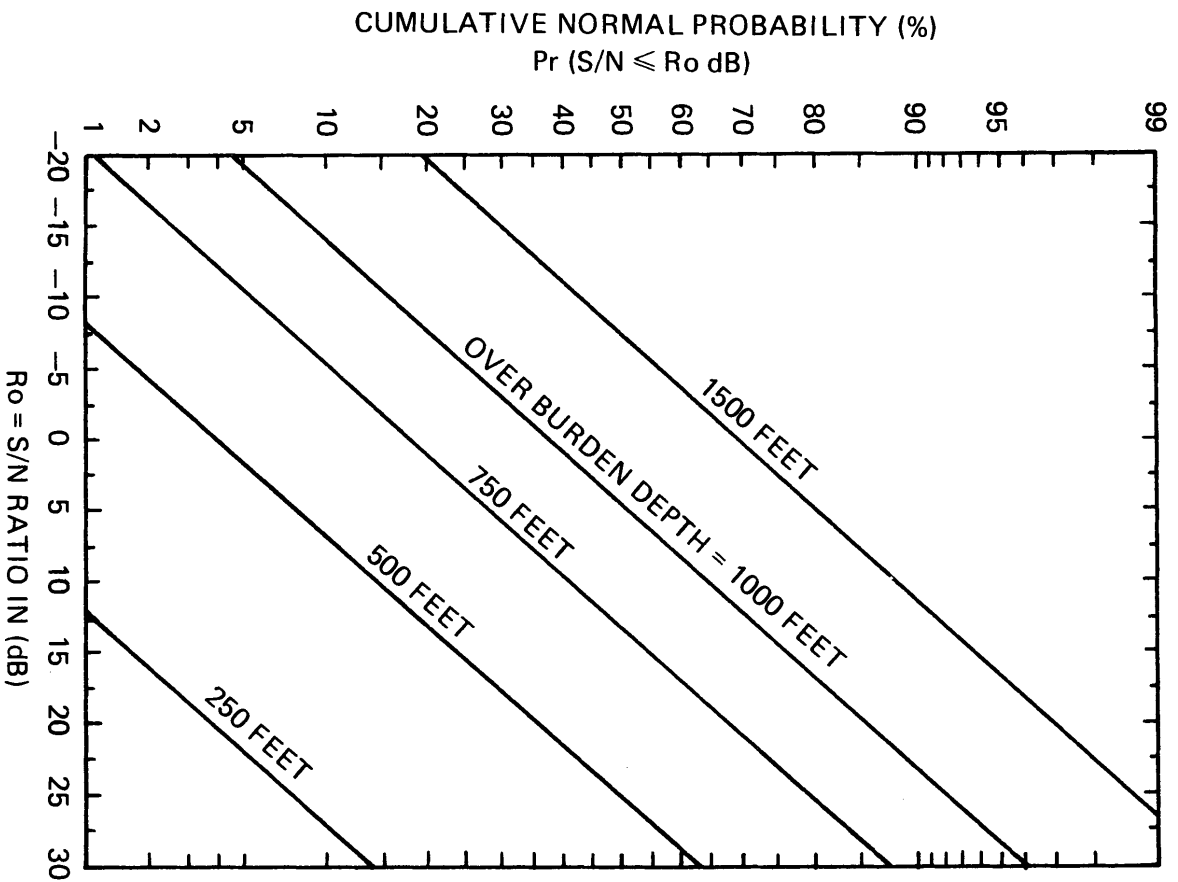 CUMULATIVE NORMAL PROBABILITY (%)
Pr (S/N ⩽ Ro dB)
1 2 5 10 20 30 40 50 60 70 80 90 95 99
−20 −15 −10 −5 0 5 10 15 20 25 30
Ro = S/N RATIO IN (dB)
1500 FEET
OVER BURDEN DEPTH = 1000 FEET
750 FEET
500 FEET
250 FEET